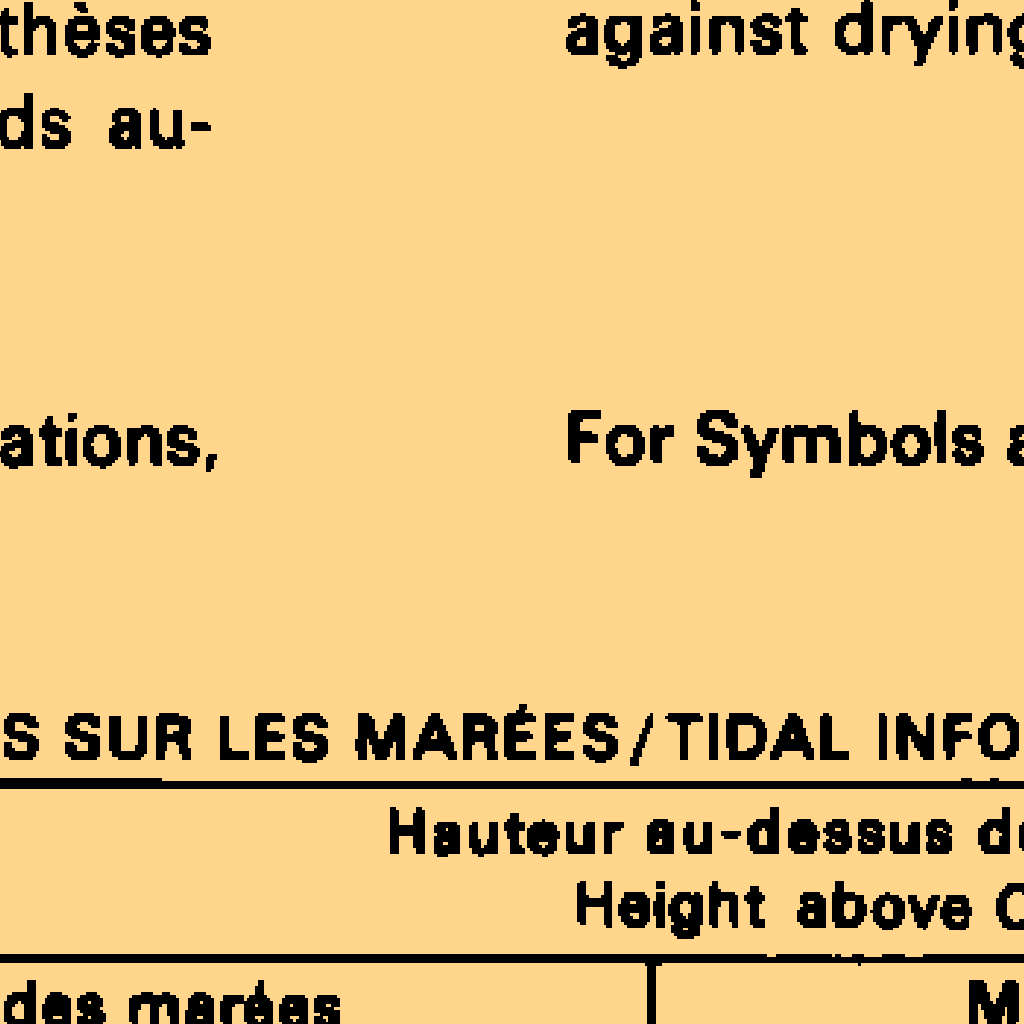 thèses
ds au-
ations,
against drying
For Symbols a
S SUR LES MARÉES/TIDAL INFO
Hauteur au-dessus de
Height above C
des marées
M